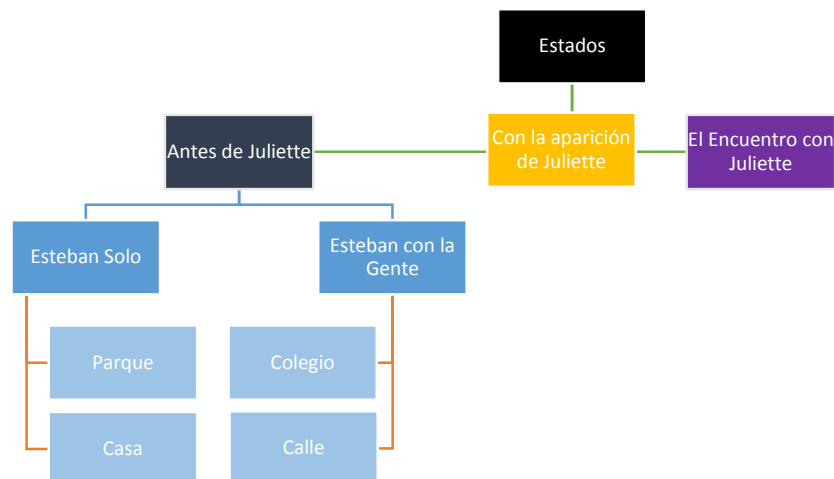 Estados
Antes de Juliette
Con la aparición
de Juliette
El Encuentro con
Juliette
Esteban Solo
Esteban con la
Gente
Parque
Colegio
Casa
Calle